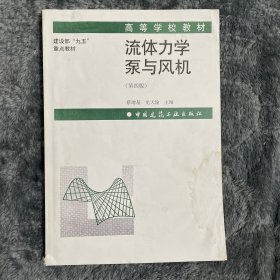 高等学校教材
建设部“九五”
重点教材
流体力学
泵与风机
（第四版）
蔡增基 龙天渝 主编
中国建筑工业出版社